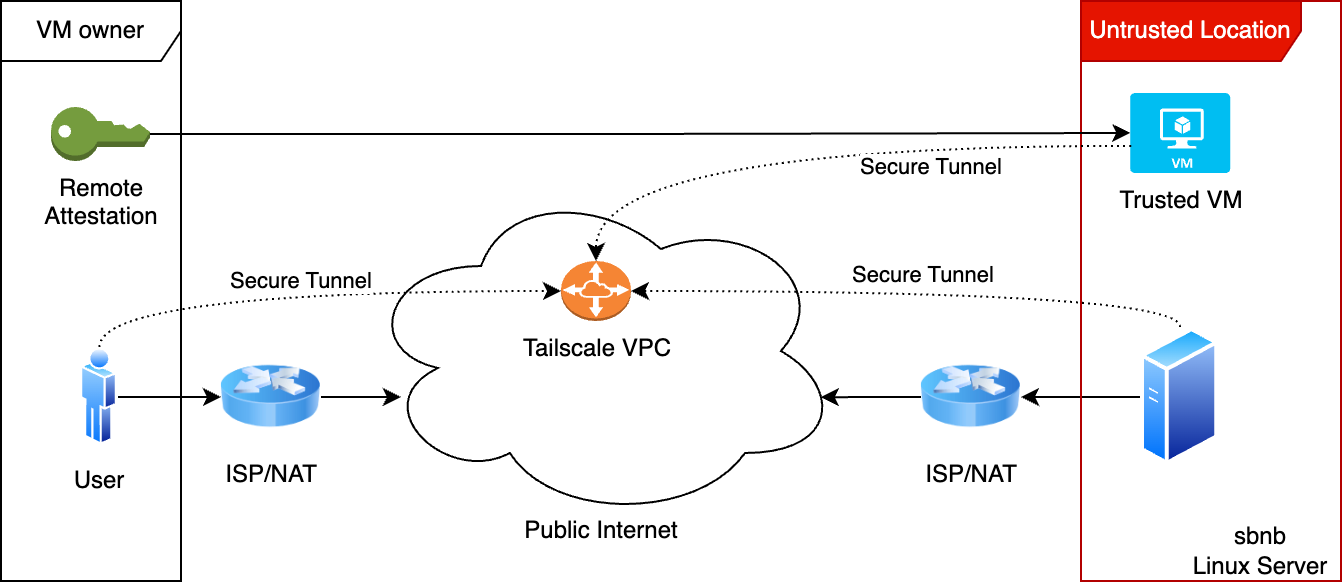 VM owner
Untrusted Location
Remote
Attestation
VM
Secure Tunnel
Trusted VM
Secure Tunnel
Secure Tunnel
Tailscale VPC
User
ISP/NAT
ISP/NAT
Public Internet
sbnb
Linux Server